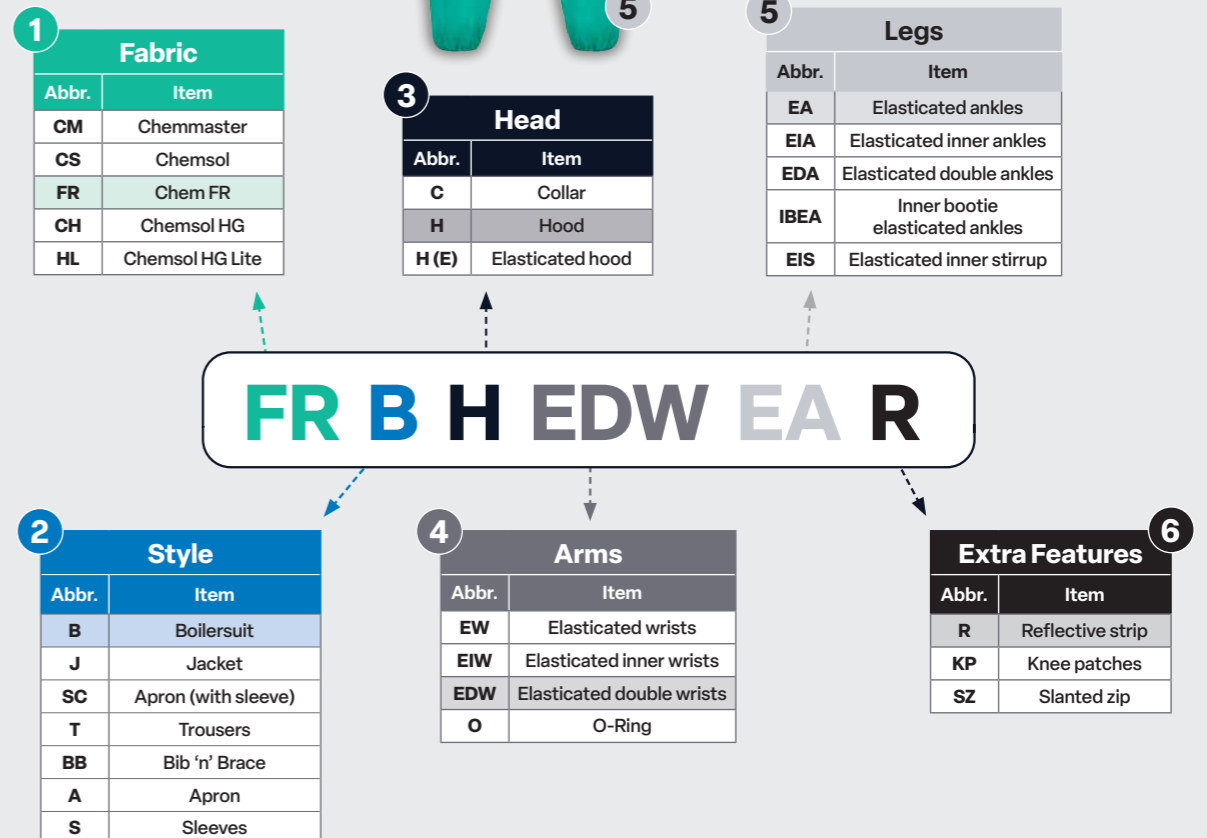 5
1
Fabric
Abbr. Item
CM Chemmaster
CS Chemsol
FR Chem FR
CH Chemsol HG
HL Chemsol HG Lite
3
Head
Abbr. Item
C Collar
H Hood
H (E) Elasticated hood
5
Legs
Abbr. Item
EA Elasticated ankles
EIA Elasticated inner ankles
EDA Elasticated double ankles
IBEA Inner bootie
elasticated ankles
EIS Elasticated inner stirrup
FR B H EDW EA R
2
Style
Abbr. Item
B Boilersuit
J Jacket
SC Apron (with sleeve)
T Trousers
BB Bib ‘n’ Brace
A Apron
S Sleeves
4
Arms
Abbr. Item
EW Elasticated wrists
EIW Elasticated inner wrists
EDW Elasticated double wrists
O O-Ring
6
Extra Features
Abbr. Item
R Reflective strip
KP Knee patches
SZ Slanted zip